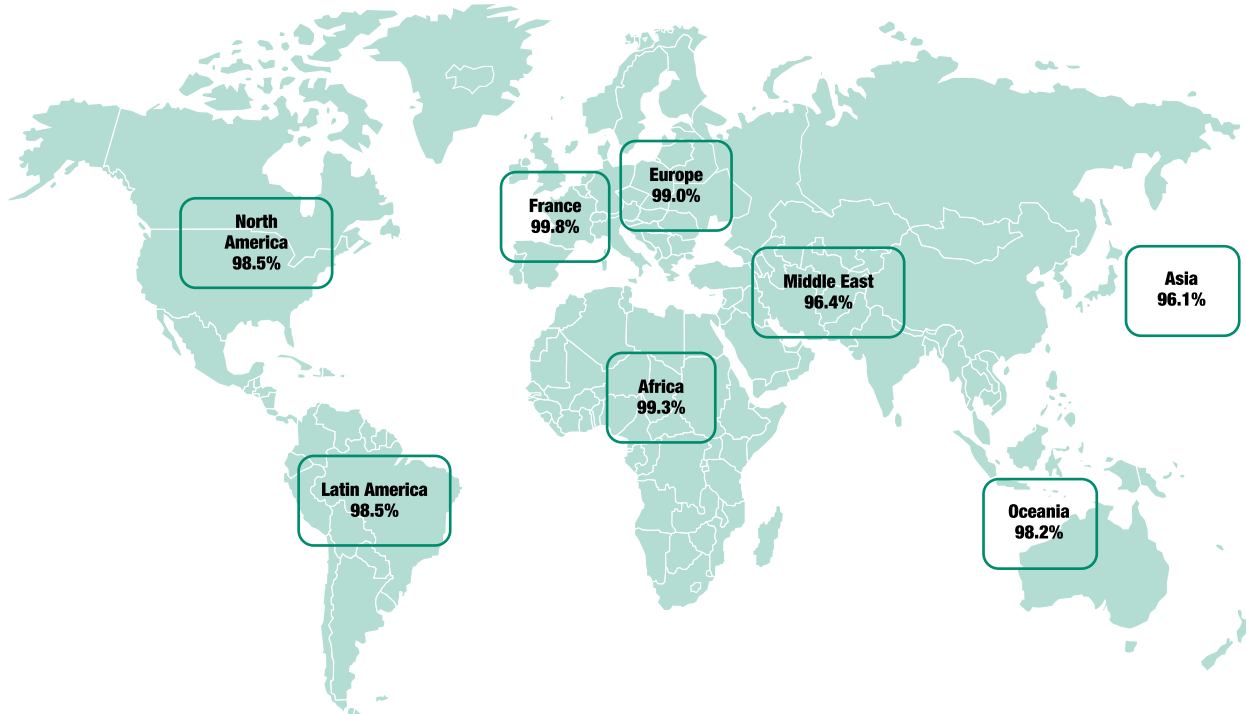 Europe
99.0%
France
99.8%
North
America
98.5%
Middle East
96.4%
Asia
96.1%
Africa
99.3%
Latin America
98.5%
Oceania
98.2%